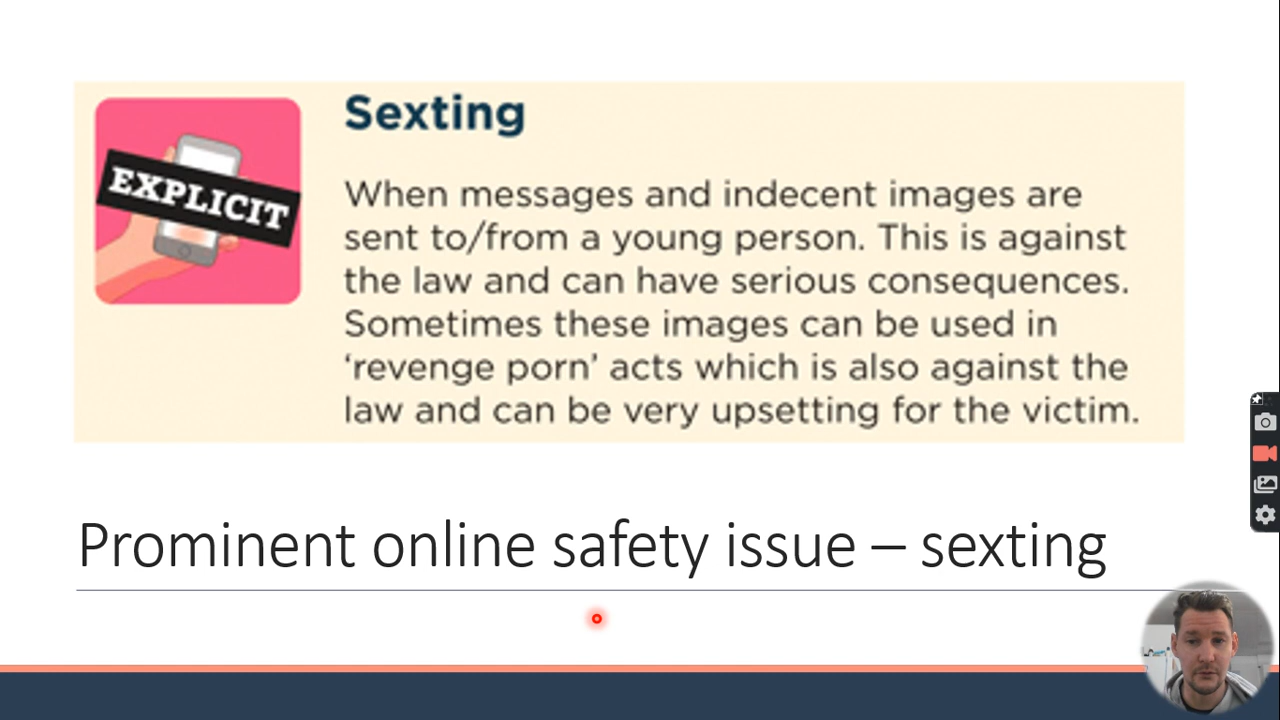 Sexting
EXPLICIT
When messages and indecent images are
sent to/from a young person. This is against
the law and can have serious consequences.
Sometimes these images can be used in
‘revenge porn’ acts which is also against the
law and can be very upsetting for the victim.
Prominent online safety issue – sexting